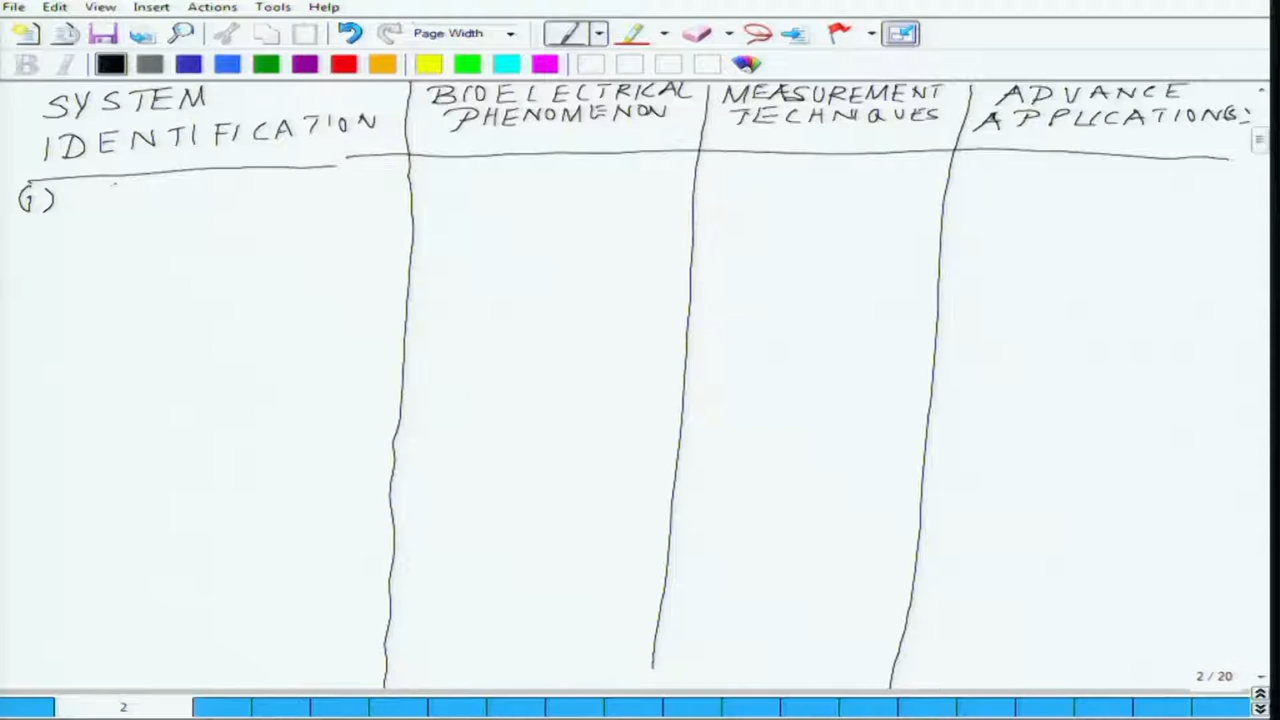 File Edit View Insert Actions Tools Help
Page Width
B I
SYSTEM
IDENTIFICATION
BIOELECTRICAL
PHENOMENON
MEASUREMENT
TECHNIQUES
ADVANCE
APPLICATIONS:
(i)
2 / 20
2